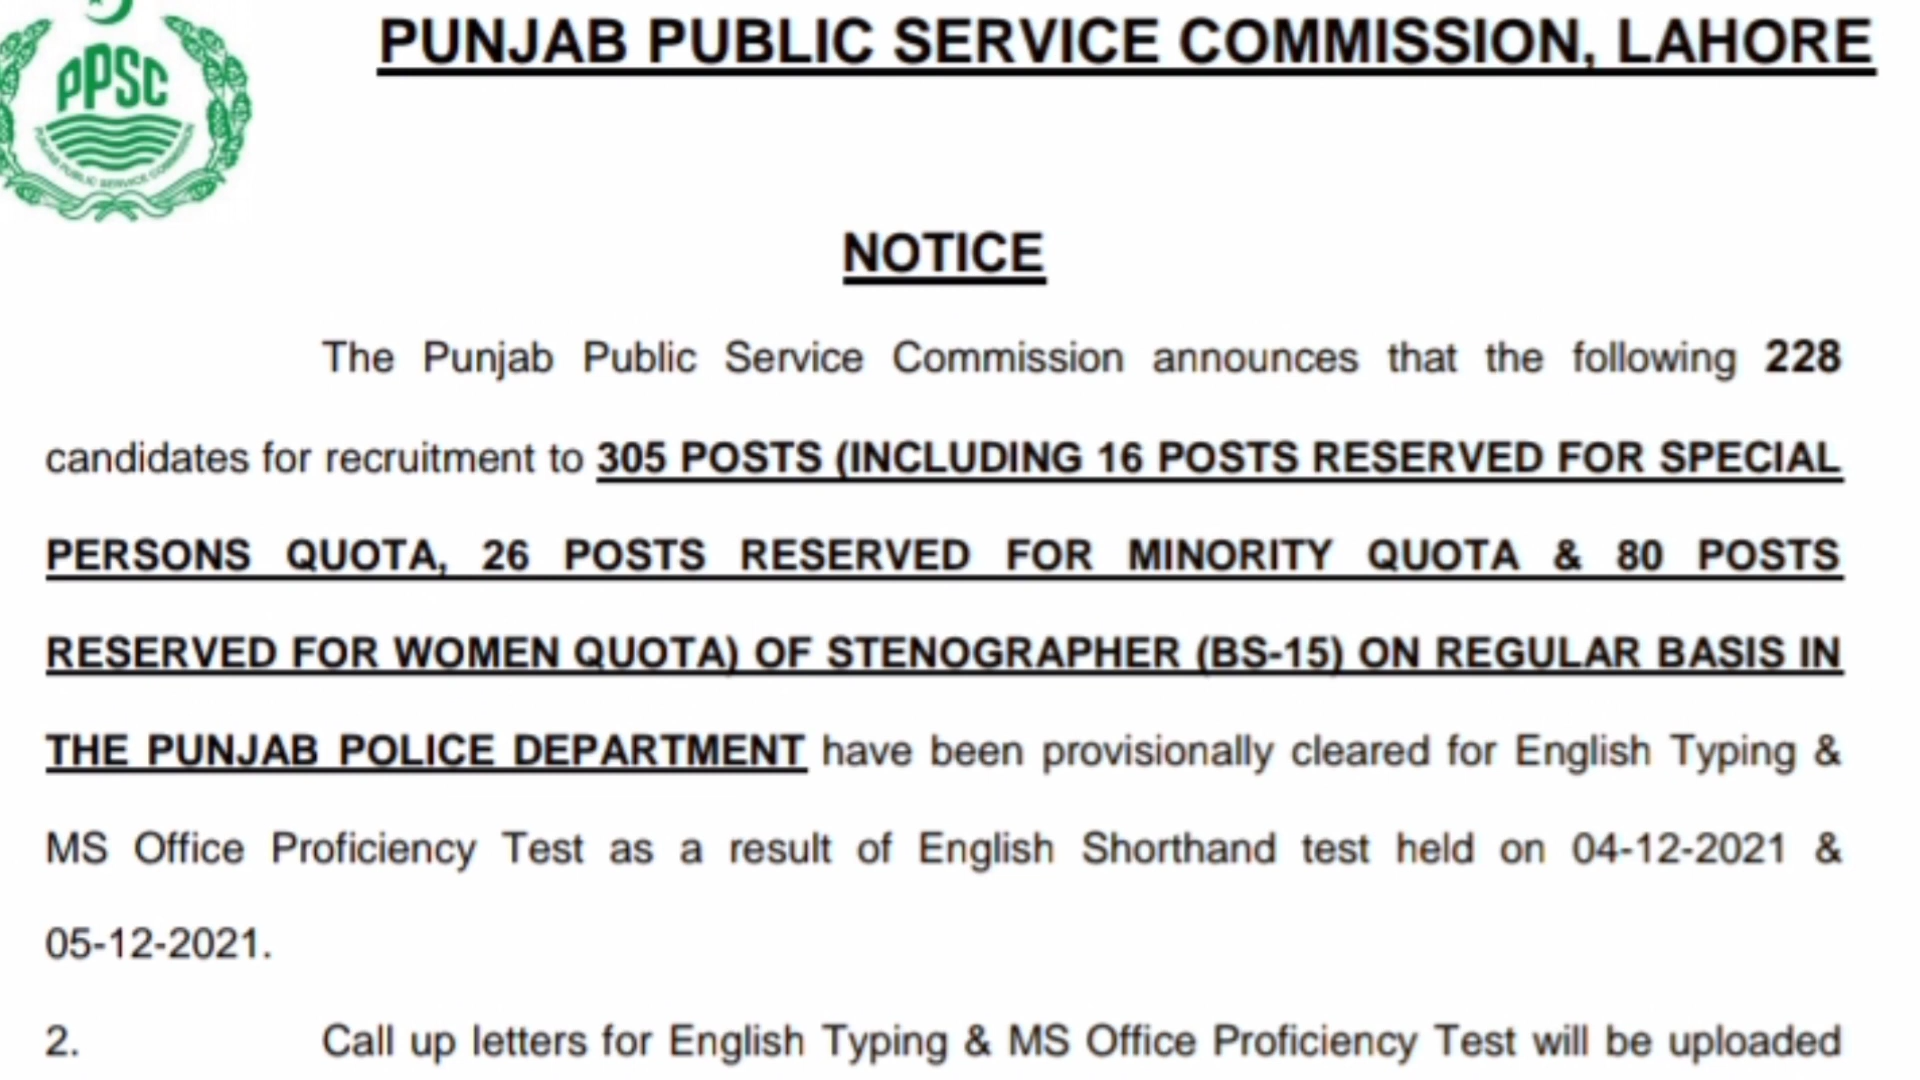 PUNJAB PUBLIC SERVICE COMMISSION, LAHORE
PPSC
PUNJAB PUBLIC SERVICE COMMISSION
NOTICE
The Punjab Public Service Commission announces that the following 228
candidates for recruitment to 305 POSTS (INCLUDING 16 POSTS RESERVED FOR SPECIAL
PERSONS QUOTA, 26 POSTS RESERVED FOR MINORITY QUOTA & 80 POSTS
RESERVED FOR WOMEN QUOTA) OF STENOGRAPHER (BS-15) ON REGULAR BASIS IN
THE PUNJAB POLICE DEPARTMENT have been provisionally cleared for English Typing &
MS Office Proficiency Test as a result of English Shorthand test held on 04-12-2021 &
05-12-2021.
2. Call up letters for English Typing & MS Office Proficiency Test will be uploaded